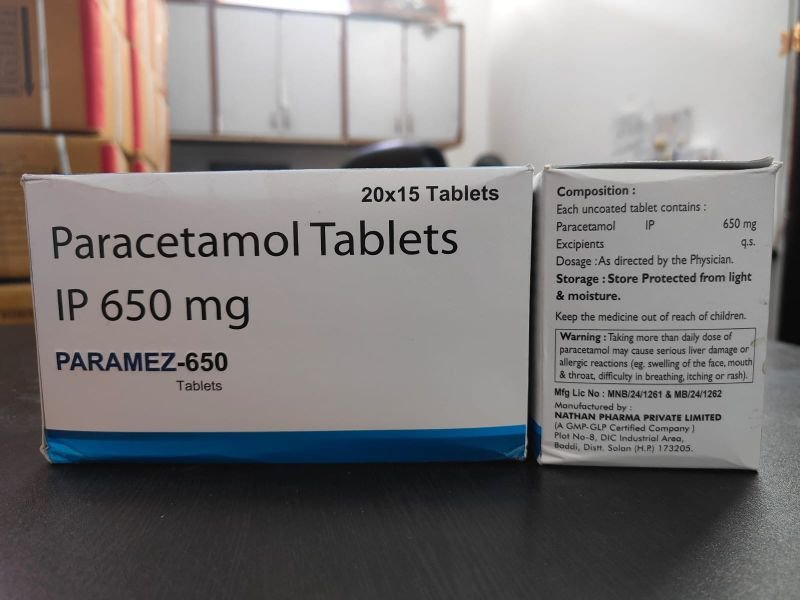 20x15 Tablets
Paracetamol Tablets
IP 650 mg
PARAMEZ-650
Tablets
Composition :
Each uncoated tablet contains :
Paracetamol IP 650 mg
Excipients q.s.
Dosage :As directed by the Physician.
Storage : Store Protected from light
& moisture.
Keep the medicine out of reach of children.
Warning : Taking more than daily dose of
paracetamol may cause serious liver damage or
allergic reactions (eg. swelling of the face, mouth
& throat, difficulty in breathing, itching or rash).
Mfg Lic No : MNB/24/1261 & MB/24/1262
Manufactured by :
NATHAN PHARMA PRIVATE LIMITED
(A GMP-GLP Certified Company )
Plot No-8, DIC Industrial Area,
Baddi, Distt. Solan (H.P.) 173205.